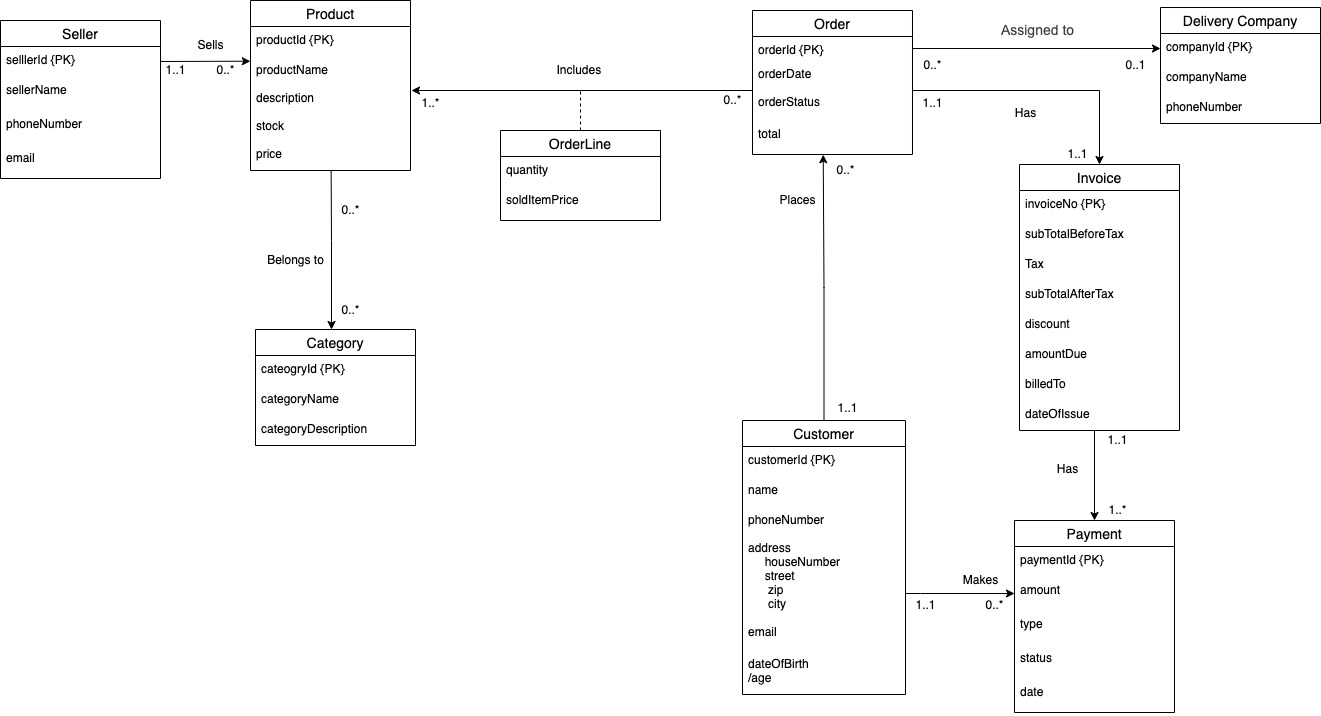 Seller
selllerId {PK}
sellerName
phoneNumber
email
Sells
1..1
0..*
Product
productId {PK}
productName
description
stock
price
Includes
1..*
0..*
OrderLine
quantity
soldItemPrice
Order
orderId {PK}
orderDate
orderStatus
total
Assigned to
0..*
0..1
Delivery Company
companyId {PK}
companyName
phoneNumber
1..1
Has
1..1
Invoice
invoiceNo {PK}
subTotalBeforeTax
Tax
subTotalAfterTax
discount
amountDue
billedTo
dateOfIssue
0..*
Belongs to
0..*
Category
cateogryId {PK}
categoryName
categoryDescription
0..*
Places
1..1
Customer
customerId {PK}
name
phoneNumber
address
houseNumber
street
zip
city
email
dateOfBirth
/age
Makes
1..1
0..*
1..1
Has
1..*
Payment
paymentId {PK}
amount
type
status
date